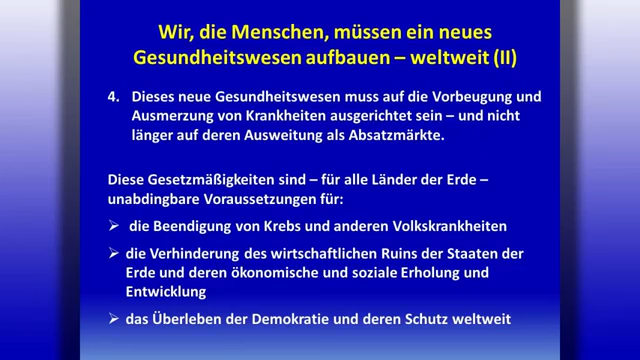 Wir, die Menschen, müssen ein neues
Gesundheitswesen aufbauen – weltweit (II)
4. Dieses neue Gesundheitswesen muss auf die Vorbeugung und
Ausmerzung von Krankheiten ausgerichtet sein – und nicht
länger auf deren Ausweitung als Absatzmärkte.
Diese Gesetzmäßigkeiten sind – für alle Länder der Erde –
unabdingbare Voraussetzungen für:
➢ die Beendigung von Krebs und anderen Volkskrankheiten
➢ die Verhinderung des wirtschaftlichen Ruins der Staaten der
Erde und deren ökonomische und soziale Erholung und
Entwicklung
➢ das Überleben der Demokratie und deren Schutz weltweit